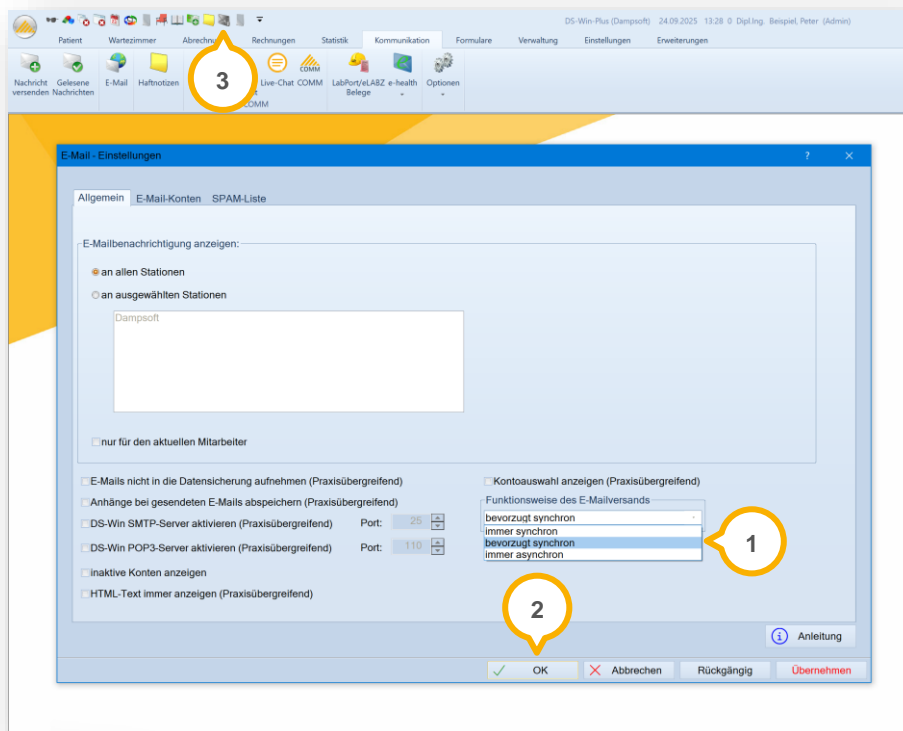 DS-Win-Plus (Dampsoft) 24.09.2025 13:28 0 Dipl.Ing. Beispiel, Peter (Admin)
Patient Wartezimmer Rechnungen Statistik Kommunikation Formulare Verwaltung Einstellungen Erweiterungen
3
Nachricht versenden
Gelesene Nachrichten
E-Mail
Haftnotizen
Live-Chat
COMM
LabPort/eLABZ Belege
e-health
Optionen
E-Mail - Einstellungen
Allgemein E-Mail-Konten SPAM-Liste
E-Mailbenachrichtigung anzeigen:
an allen Stationen
an ausgewählten Stationen
Dampsoft
nur für den aktuellen Mitarbeiter
E-Mails nicht in die Datensicherung aufnehmen (Praxisübergreifend)
Anhänge bei gesendeten E-Mails abspeichern (Praxisübergreifend)
DS-Win SMTP-Server aktivieren (Praxisübergreifend) Port: 25
DS-Win POP3-Server aktivieren (Praxisübergreifend) Port: 110
inaktive Konten anzeigen
HTML-Text immer anzeigen (Praxisübergreifend)
Kontoauswahl anzeigen (Praxisübergreifend)
Funktionsweise des E-Mailversands
bevorzugt synchron
immer synchron
bevorzugt synchron
immer asynchron
1
2
Anleitung
OK Abbrechen Rückgängig Übernehmen